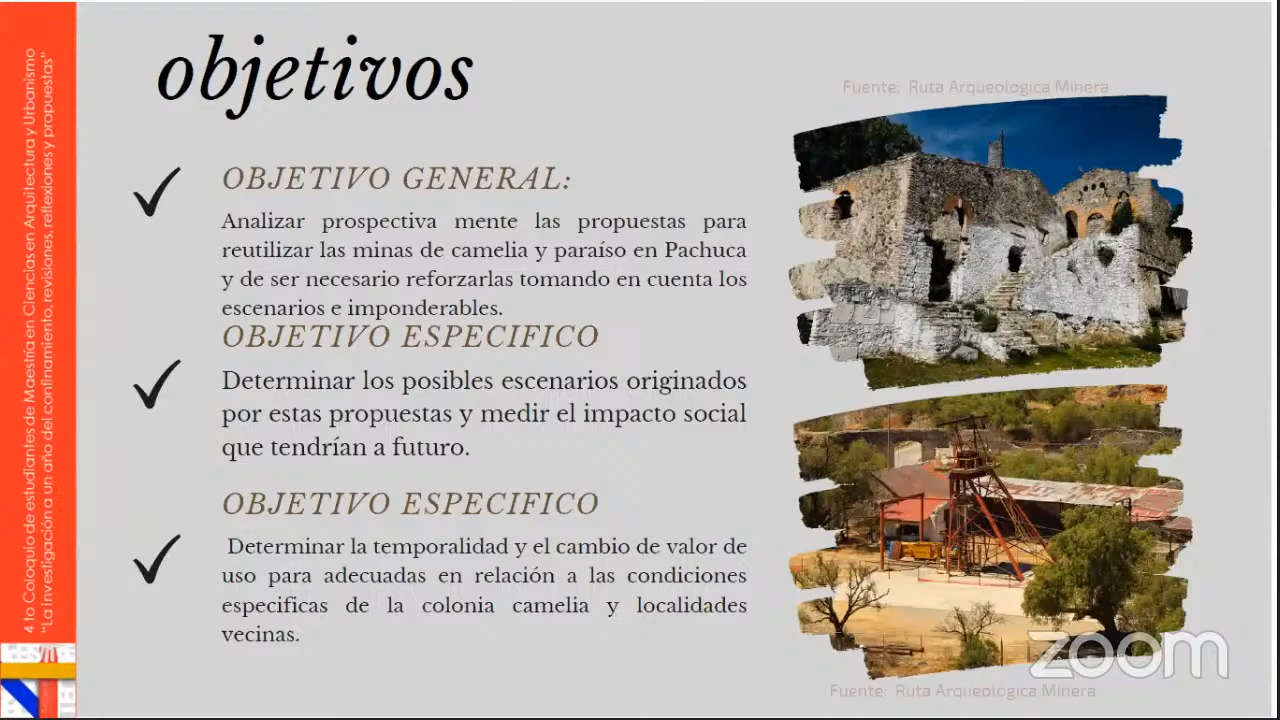 4 to Coloquio de estudiantes de Maestría en Ciencias en Arquitectura y Urbanismo
"La investigación a un año del confinamiento, revisiones, reflexiones y propuestas"
objetivos
OBJETIVO GENERAL:
Analizar prospectiva mente las propuestas para
reutilizar las minas de camelia y paraíso en Pachuca
y de ser necesario reforzarlas tomando en cuenta los
escenarios e imponderables.
OBJETIVO ESPECIFICO
Determinar los posibles escenarios originados
por estas propuestas y medir el impacto social
que tendrían a futuro.
OBJETIVO ESPECIFICO
Determinar la temporalidad y el cambio de valor de
uso para adecuadas en relación a las condiciones
especificas de la colonia camelia y localidades
vecinas.
Fuente: Ruta Arqueologica Minera
Fuente: Ruta Arqueologica Minera
zoom